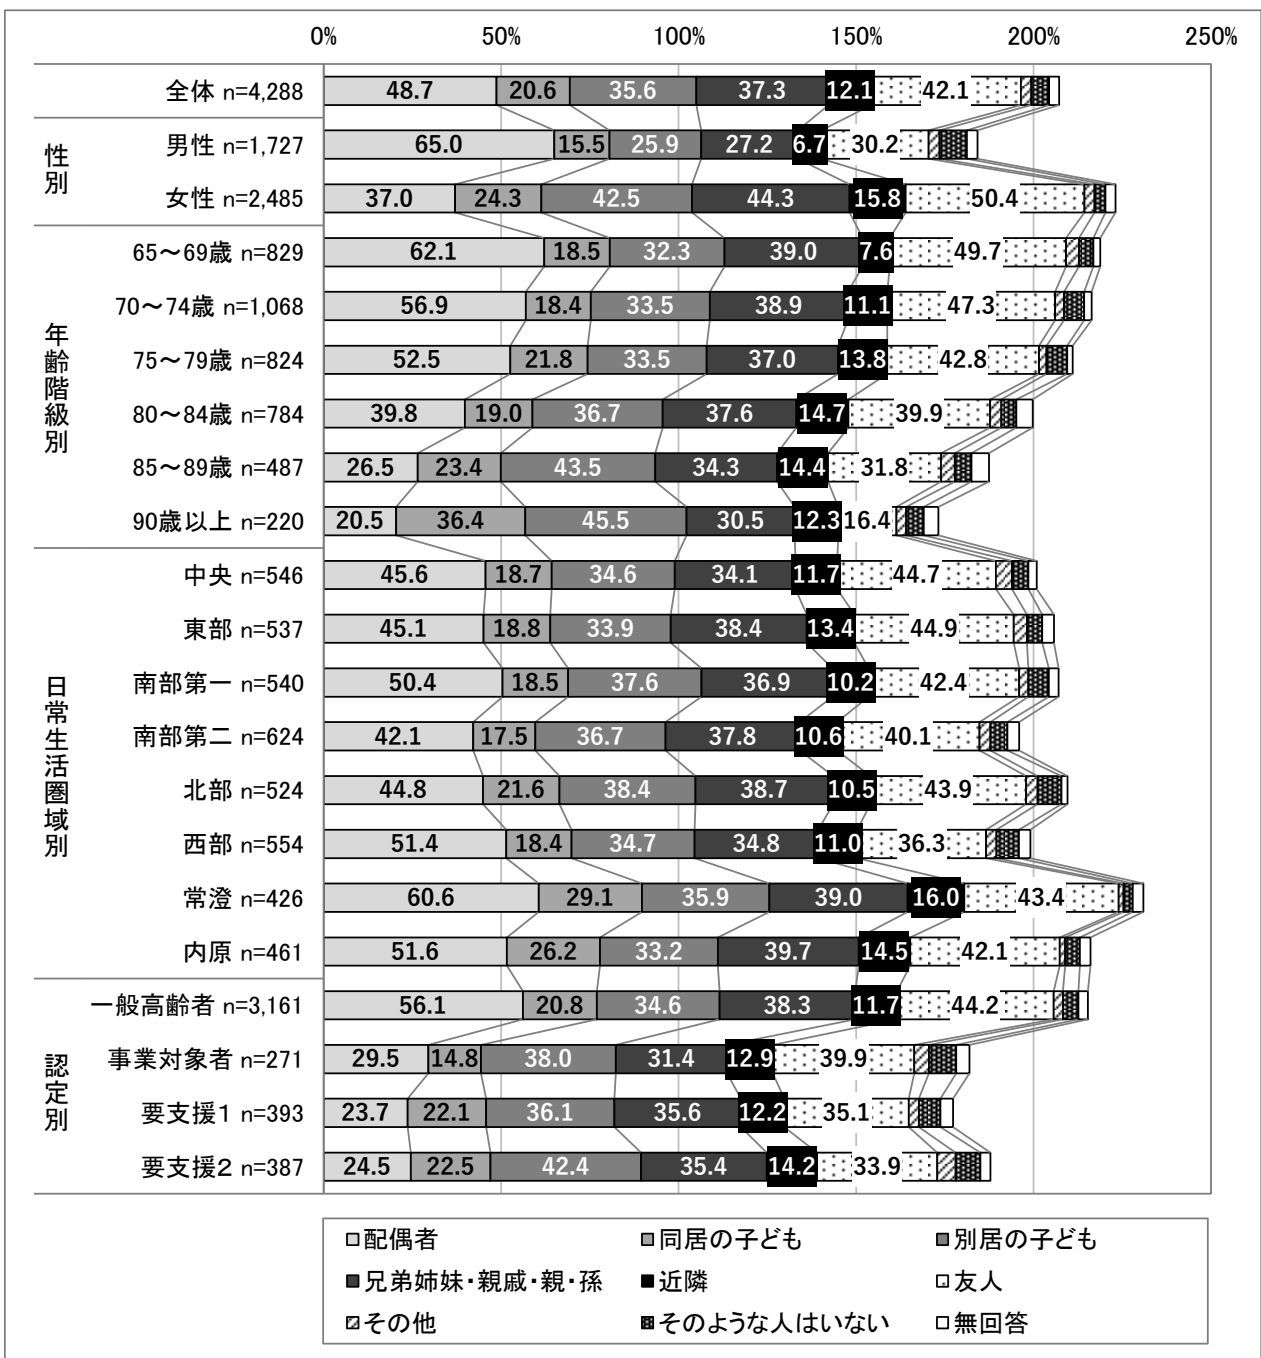 0% 50% 100% 150% 200% 250%
全体 n=4,288 48.7 20.6 35.6 37.3 12.1 42.1
性別
男性 n=1,727 65.0 15.5 25.9 27.2 6.7 30.2
女性 n=2,485 37.0 24.3 42.5 44.3 15.8 50.4
年齢階級別
65～69歳 n=829 62.1 18.5 32.3 39.0 7.6 49.7
70～74歳 n=1,068 56.9 18.4 33.5 38.9 11.1 47.3
75～79歳 n=824 52.5 21.8 33.5 37.0 13.8 42.8
80～84歳 n=784 39.8 19.0 36.7 37.6 14.7 39.9
85～89歳 n=487 26.5 23.4 43.5 34.3 14.4 31.8
90歳以上 n=220 20.5 36.4 45.5 30.5 12.3 16.4
日常生活圏域別
中央 n=546 45.6 18.7 34.6 34.1 11.7 44.7
東部 n=537 45.1 18.8 33.9 38.4 13.4 44.9
南部第一 n=540 50.4 18.5 37.6 36.9 10.2 42.4
南部第二 n=624 42.1 17.5 36.7 37.8 10.6 40.1
北部 n=524 44.8 21.6 38.4 38.7 10.5 43.9
西部 n=554 51.4 18.4 34.7 34.8 11.0 36.3
常澄 n=426 60.6 29.1 35.9 39.0 16.0 43.4
内原 n=461 51.6 26.2 33.2 39.7 14.5 42.1
認定別
一般高齢者 n=3,161 56.1 20.8 34.6 38.3 11.7 44.2
事業対象者 n=271 29.5 14.8 38.0 31.4 12.9 39.9
要支援1 n=393 23.7 22.1 36.1 35.6 12.2 35.1
要支援2 n=387 24.5 22.5 42.4 35.4 14.2 33.9
配偶者 同居の子ども 別居の子ども
兄弟姉妹・親戚・親・孫 近隣 友人
その他 そのような人はいない 無回答